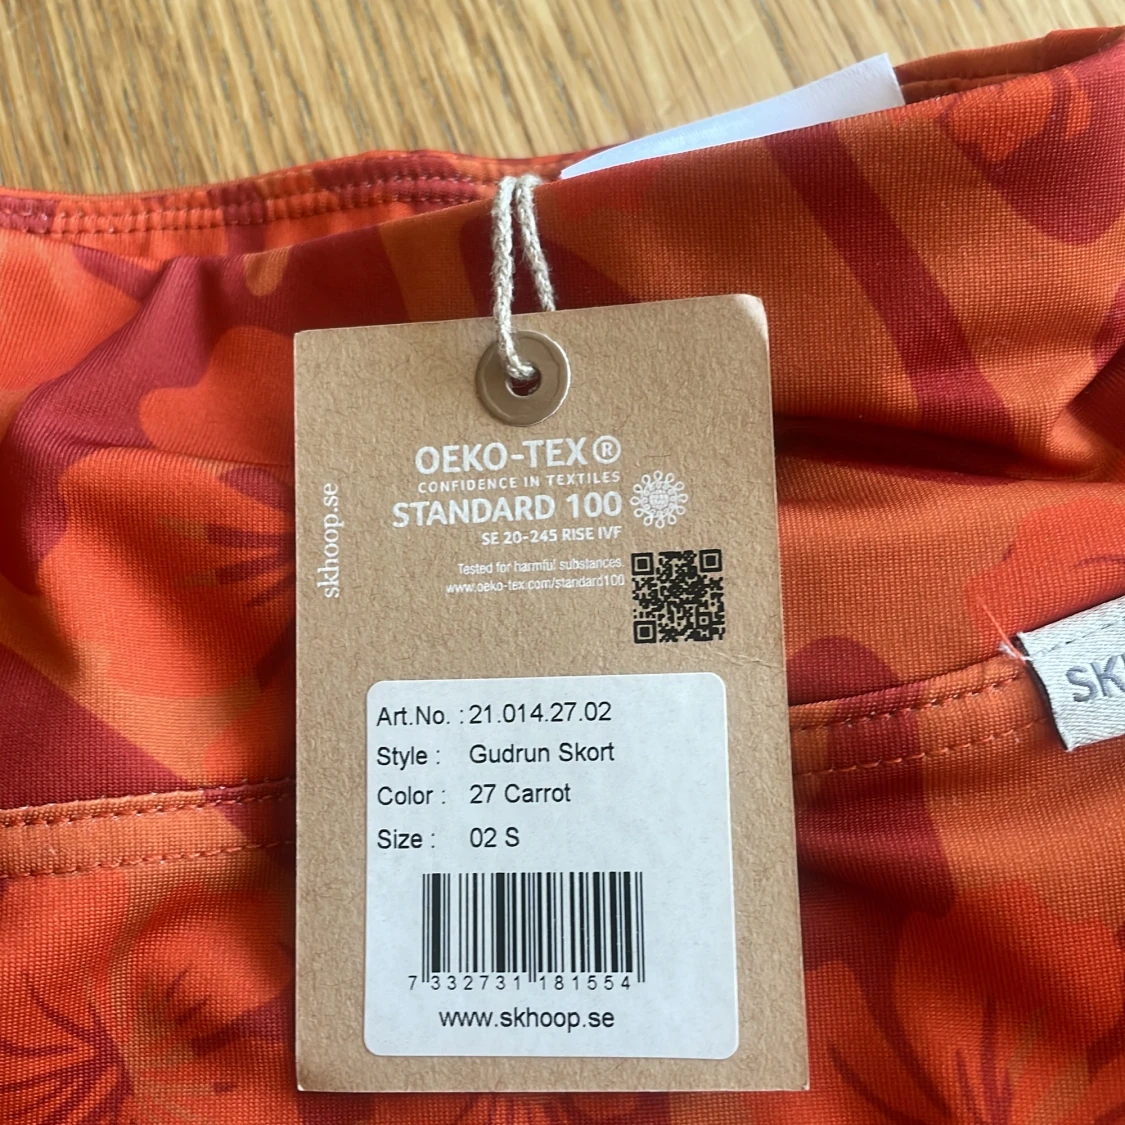 OEKO-TEX®
CONFIDENCE IN TEXTILES
STANDARD 100
SE 20-245 RISE IVF
Tested for harmful substances.
www.oeko-tex.com/standard100
skhoop.se
Art.No. : 21.014.27.02
Style : Gudrun Skort
Color : 27 Carrot
Size : 02 S
7 332731 181554
www.skhoop.se